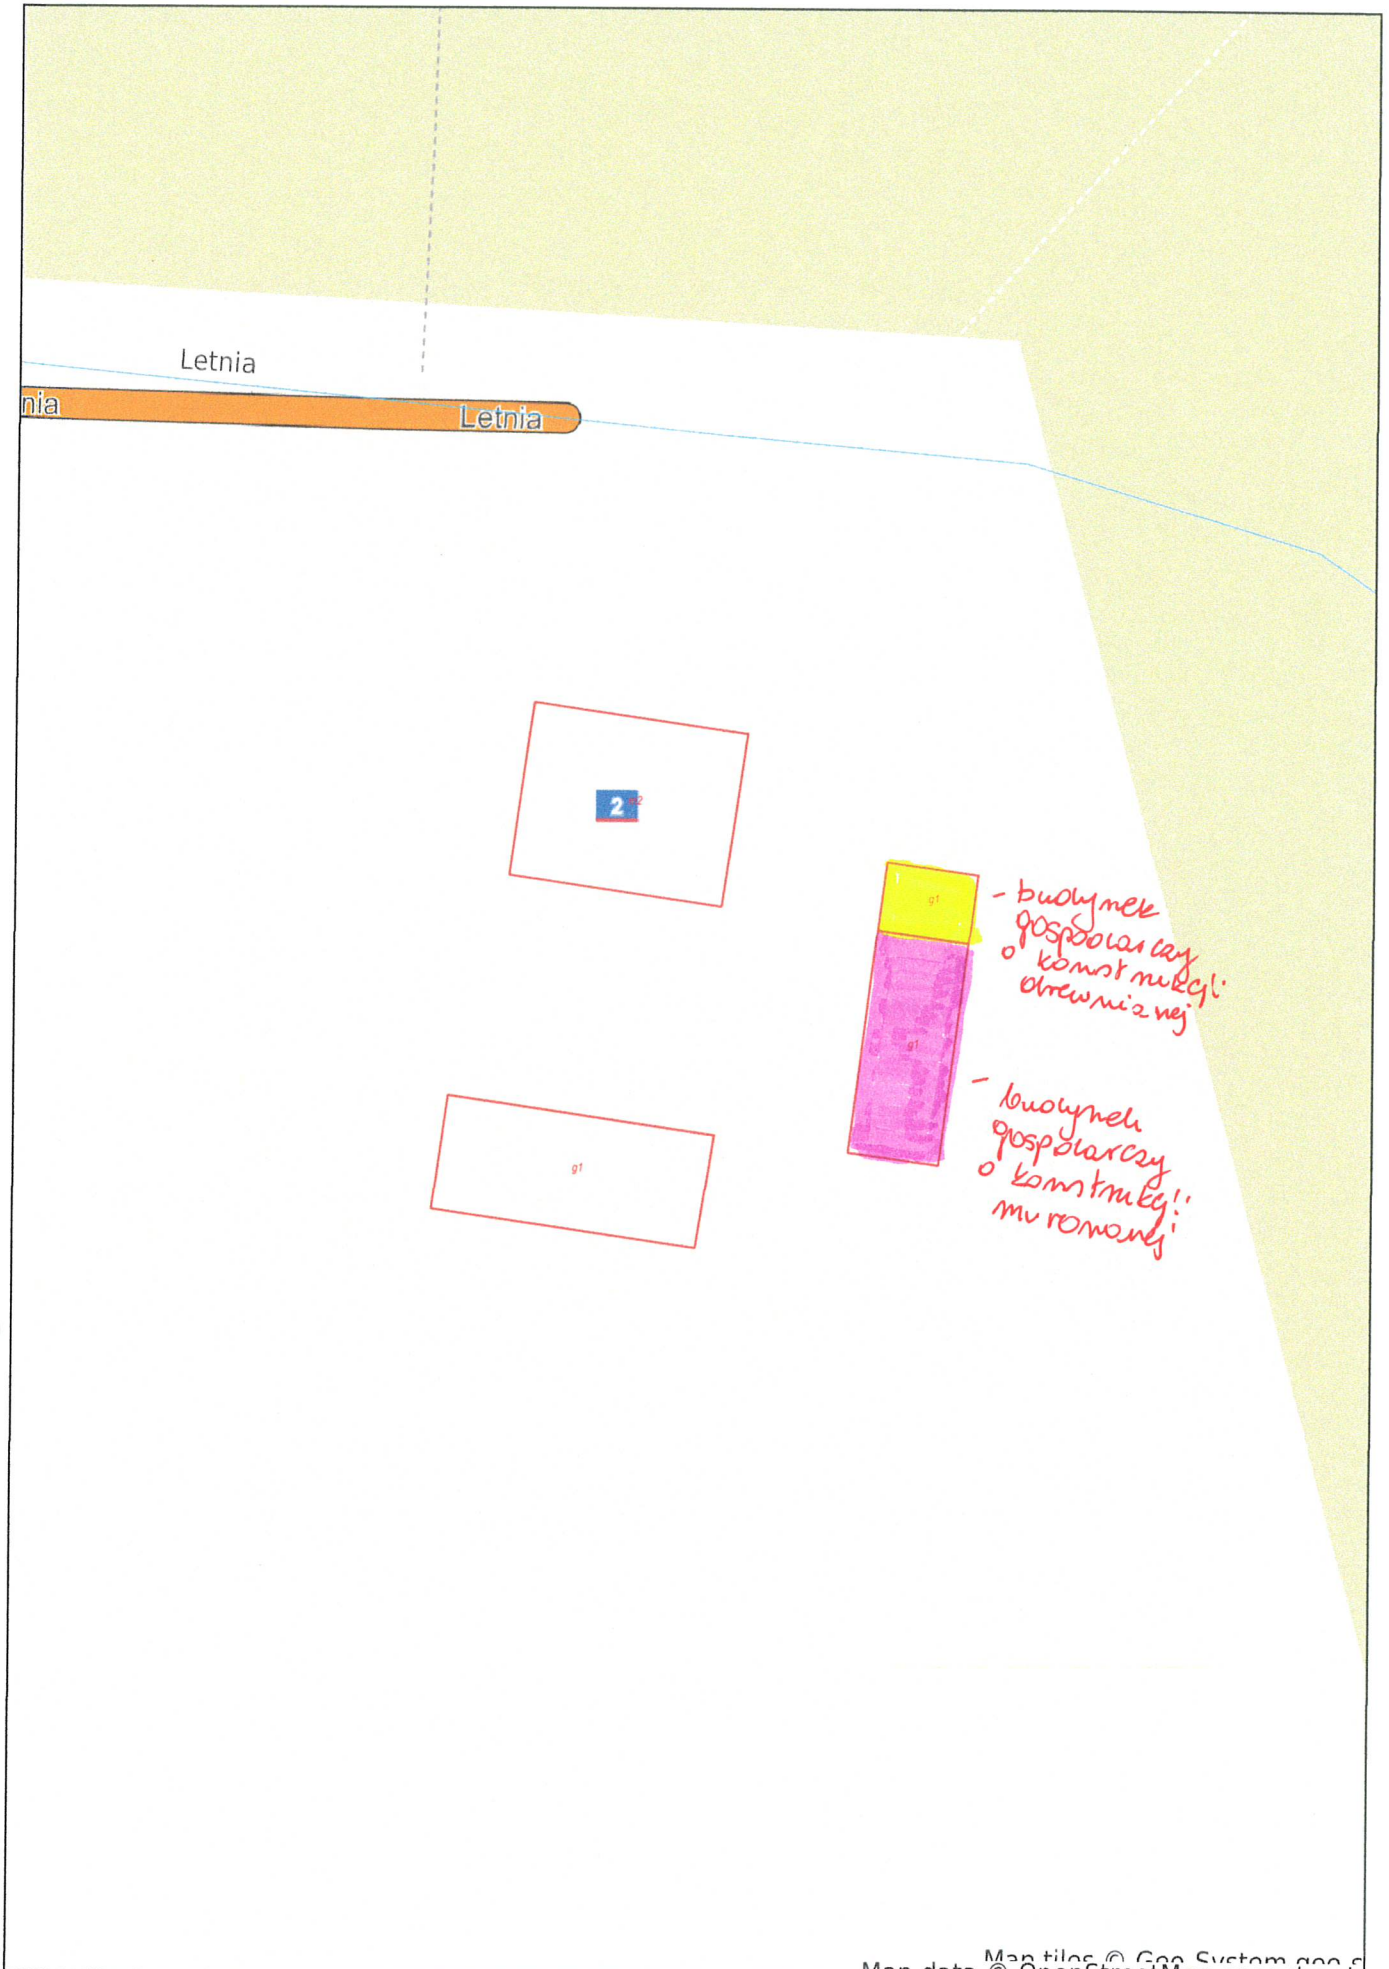 Letnia
nia
Letnia
2
g1
- budynek
gospodarczy
o konstrukcji
drewnianej
g1
- budynek
gospodarczy
o konstrukcji
murowanej
g1
Map tiles © Geo-System
Map data © OpenStreetM